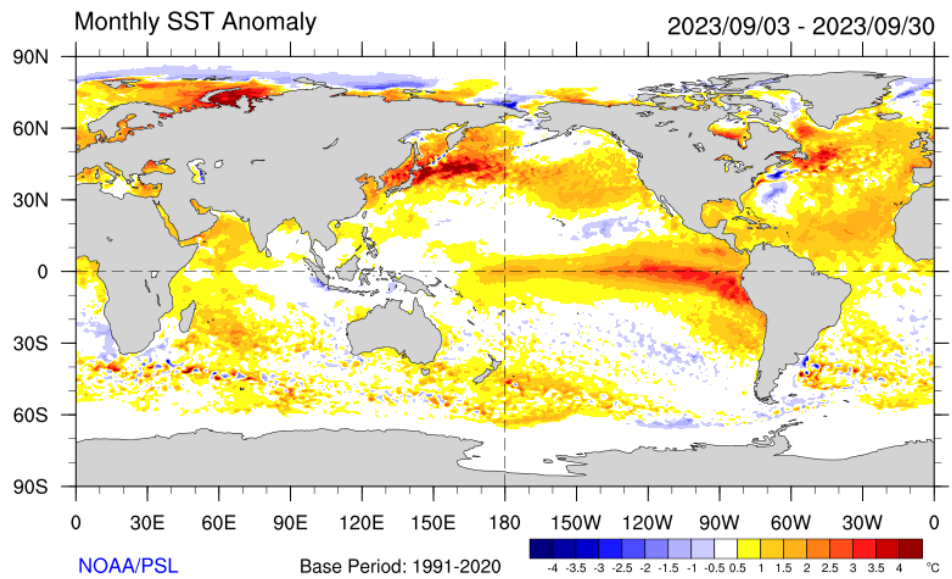 Monthly SST Anomaly 2023/09/03 - 2023/09/30
90N
60N
30N
0
30S
60S
90S
0 30E 60E 90E 120E 150E 180 150W 120W 90W 60W 30W 0
NOAA/PSL Base Period: 1991-2020
-4 -3.5 -3 -2.5 -2 -1.5 -1 -0.5 0.5 1 1.5 2 2.5 3 3.5 4 °C